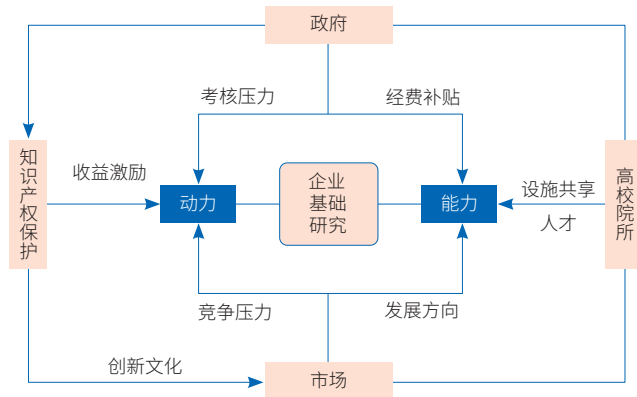 政府
考核压力
经费补贴
知识产权保护
收益激励
动力
企业
基础
研究
能力
设施共享
人才
高校院所
竞争压力
发展方向
创新文化
市场